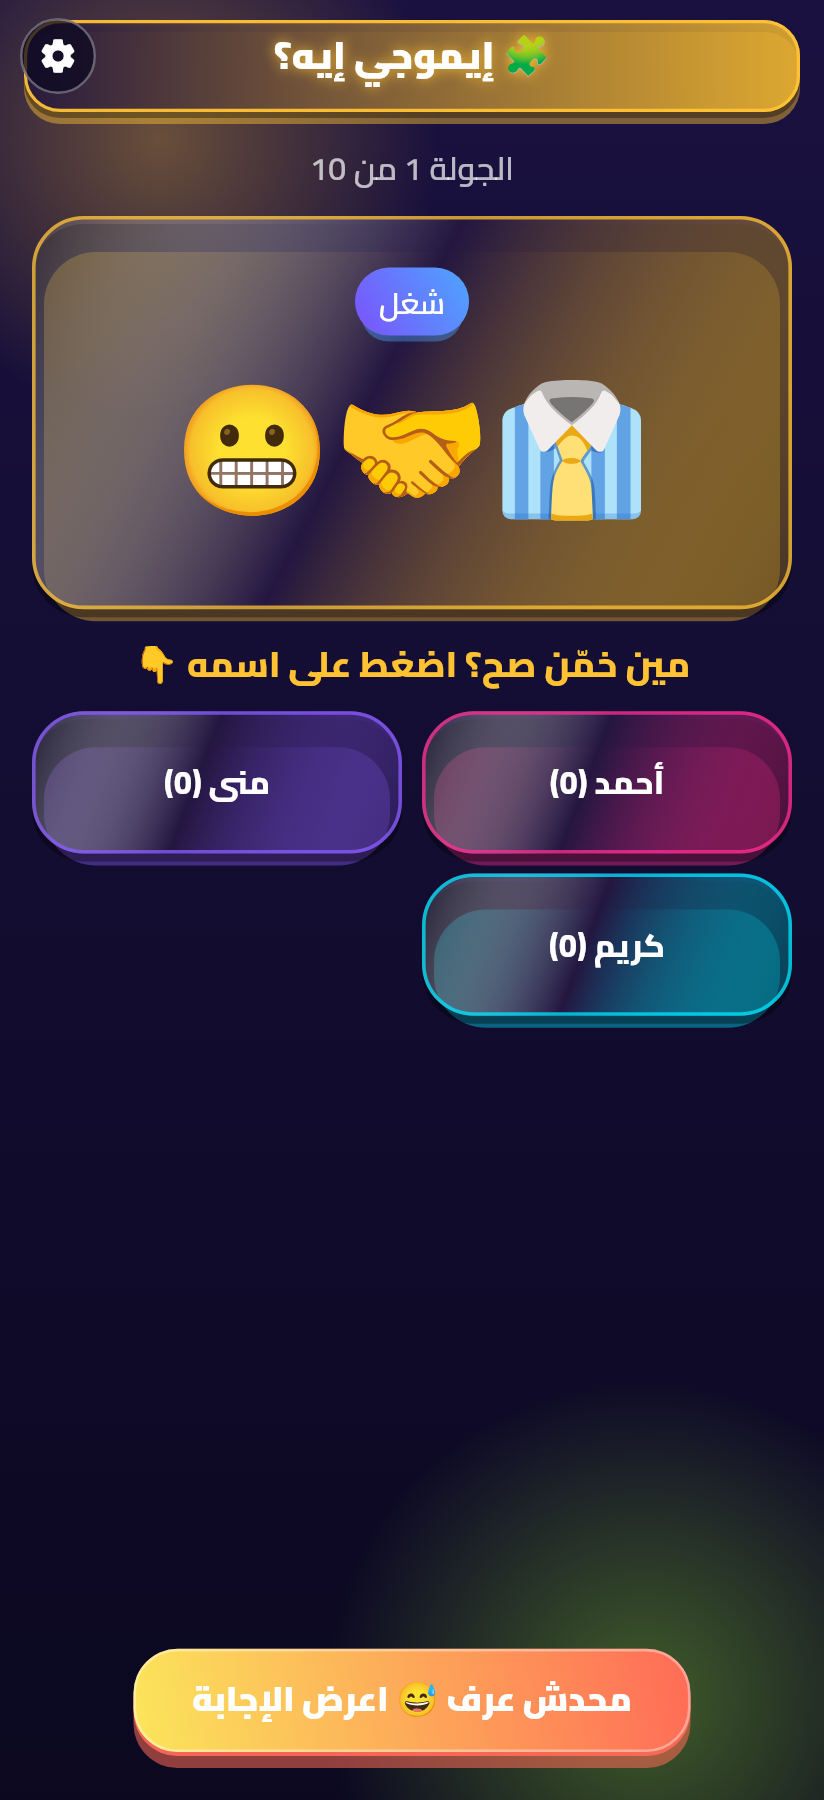 🧩 إيموجي إيه؟
الجولة 1 من 10
شغل
مين خمّن صح؟ اضغط على اسمه 👇
أحمد (0)
منى (0)
كريم (0)
محدش عرف 😅 اعرض الإجابة